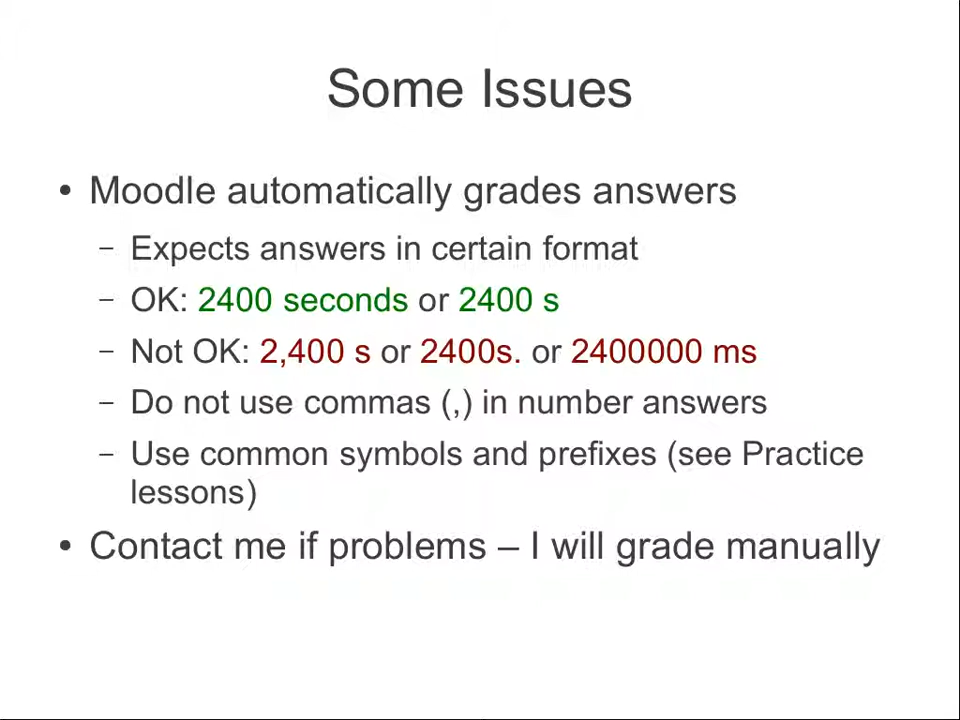 Some Issues
• Moodle automatically grades answers
– Expects answers in certain format
– OK: 2400 seconds or 2400 s
– Not OK: 2,400 s or 2400s. or 2400000 ms
– Do not use commas (,) in number answers
– Use common symbols and prefixes (see Practice
lessons)
• Contact me if problems – I will grade manually